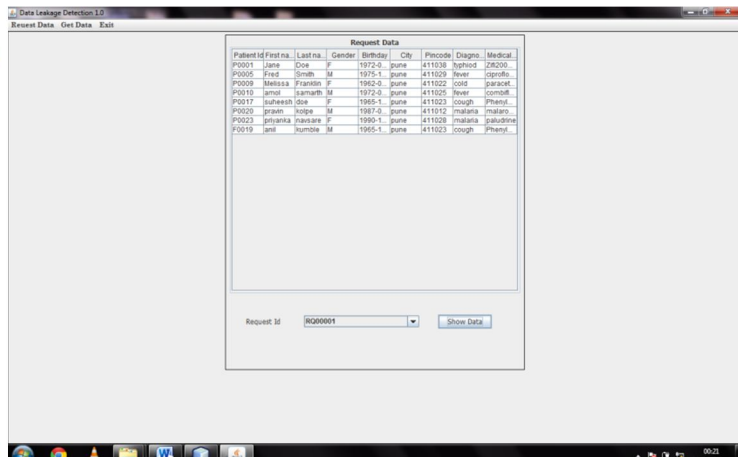 Data Leakage Detection 1.0
Reuest Data Get Data Exit
Request Data
Patient Id First na... Last na... Gender Birthday City Pincode Diagno... Medical...
P0001 Jane Doe F 1972-0... pune 411038 typhiod Zifi200...
P0005 Fred Smith M 1975-1... pune 411029 fever ciproflo...
P0009 Melissa Franklin F 1962-0... pune 411022 cold paracet...
P0010 amol samarth M 1972-0... pune 411025 fever combifl...
P0017 suheesh doe F 1965-1... pune 411023 cough Phenyl...
P0020 pravin kolpe M 1987-0... pune 411012 malaria malaro...
P0023 priyanka navsare F 1990-1... pune 411028 malaria paludrine
F0019 anil kumble M 1965-1... pune 411023 cough Phenyl...
Request Id RQ00001 Show Data
00:21